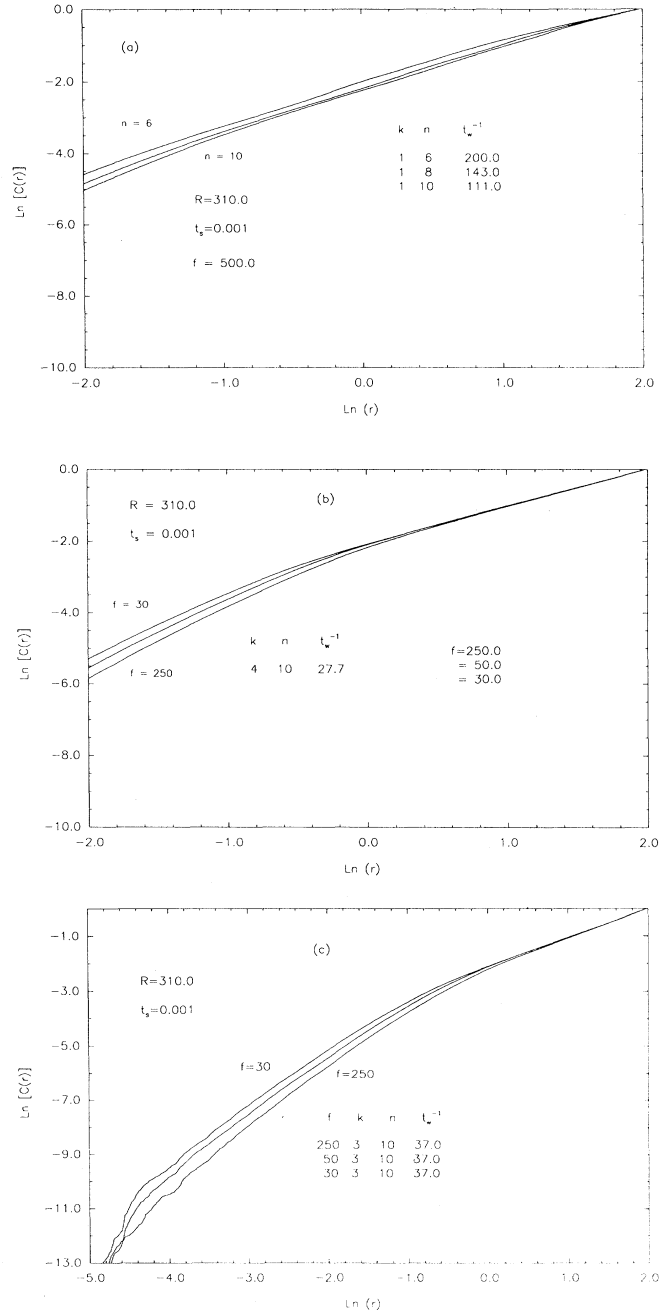 0.0
(a)
−2.0
n = 6
k n t_w^−1
−4.0
n = 10
1 6 200.0
1 8 143.0
1 10 111.0
R=310.0
t_s=0.001
−6.0
f = 500.0
−8.0
−10.0
Ln [C(r)]
−2.0 −1.0 0.0 1.0 2.0
Ln (r)
0.0
R = 310.0
(b)
t_s = 0.001
−2.0
f = 30
−4.0
k n t_w^−1
f=250.0
4 10 27.7
= 50.0
f = 250
= 30.0
−6.0
−8.0
−10.0
Ln [C(r)]
−2.0 −1.0 0.0 1.0 2.0
Ln (r)
−1.0
(c)
R=310.0
−3.0
t_s=0.001
−5.0
f=30
f=250
−7.0
f k n t_w^−1
250 3 10 37.0
50 3 10 37.0
30 3 10 37.0
−9.0
−11.0
−13.0
Ln [C(r)]
−5.0 −4.0 −3.0 −2.0 −1.0 0.0 1.0 2.0
Ln (r)